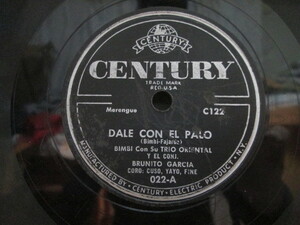 CENTURY
CENTURY
TRADE MARK
REG.U.S.A
Merengue
C122
DALE CON EL PALO
(Bimbi-Fajardo)
BIMBI Con Su TRIO ORIENTAL
Y EL CONJ.
BRUNITO GARCIA
CORO: CUSO, YAYO, FINE
022-A
MANUFACTURED BY • CENTURY • ELECTRIC PRODUCT • N.Y.